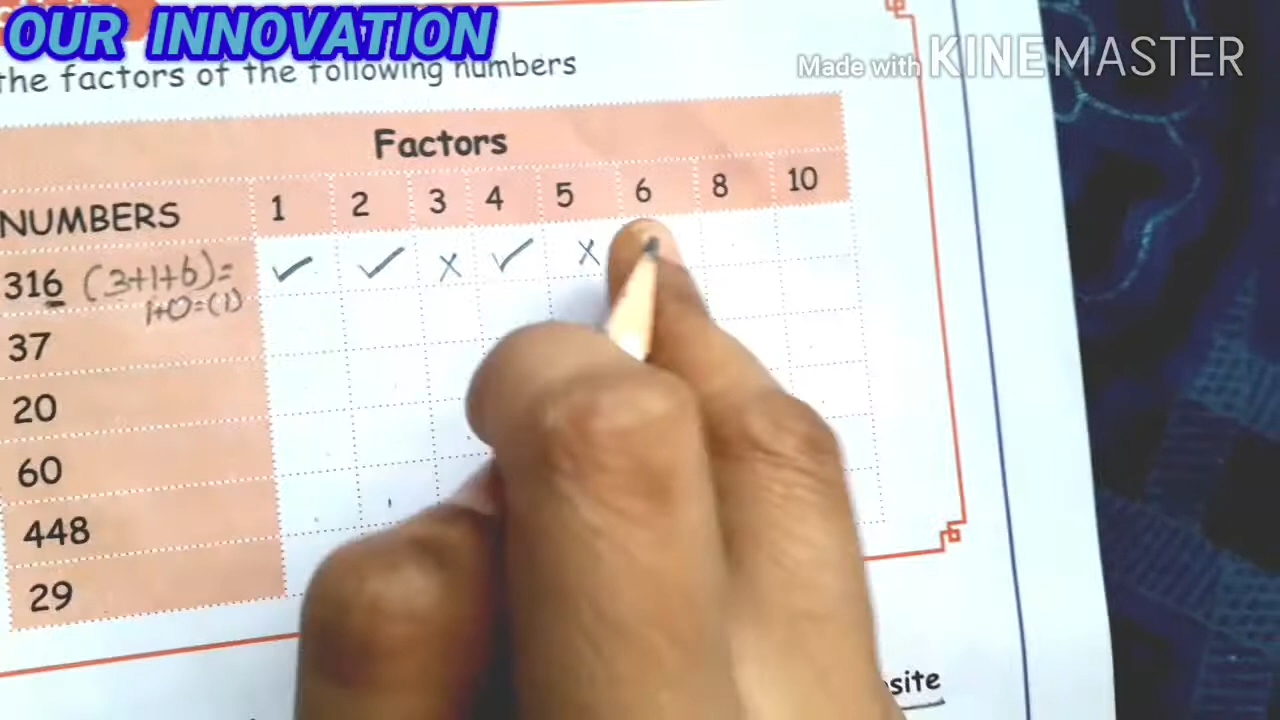 OUR INNOVATION
Made with KINEMASTER
the factors of the following numbers
Factors
NUMBERS 1 2 3 4 5 6 8 10
316 (3+1+6)= ✓ ✓ x ✓ x
1+0=(1)
37
20
60
448
29